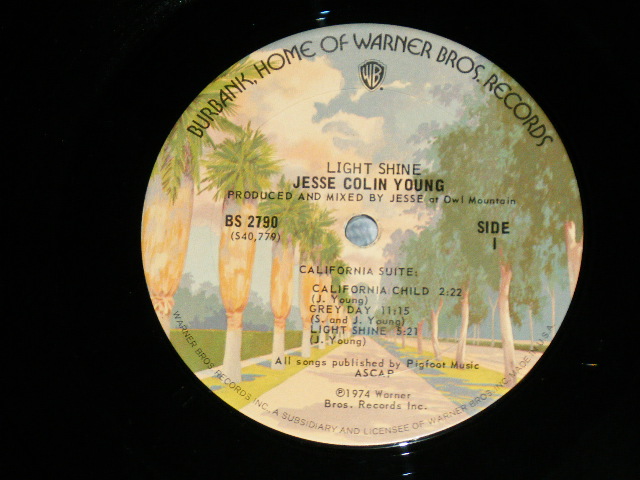 BURBANK, HOME OF WARNER BROS. RECORDS
WB
LIGHT SHINE
JESSE COLIN YOUNG
PRODUCED AND MIXED BY JESSE at Owl Mountain
BS 2790
(S40,779)
SIDE
1
CALIFORNIA SUITE:
CALIFORNIA CHILD 2:22
(J. Young)
GREY DAY 11:15
(S. and J. Young)
LIGHT SHINE 5:21
(J. Young)
All songs published by Pigfoot Music
ASCAP
℗1974 Warner
Bros. Records Inc.
WARNER BROS. RECORDS INC., A SUBSIDIARY AND LICENSEE OF WARNER BROS. INC. MADE IN U.S.A.